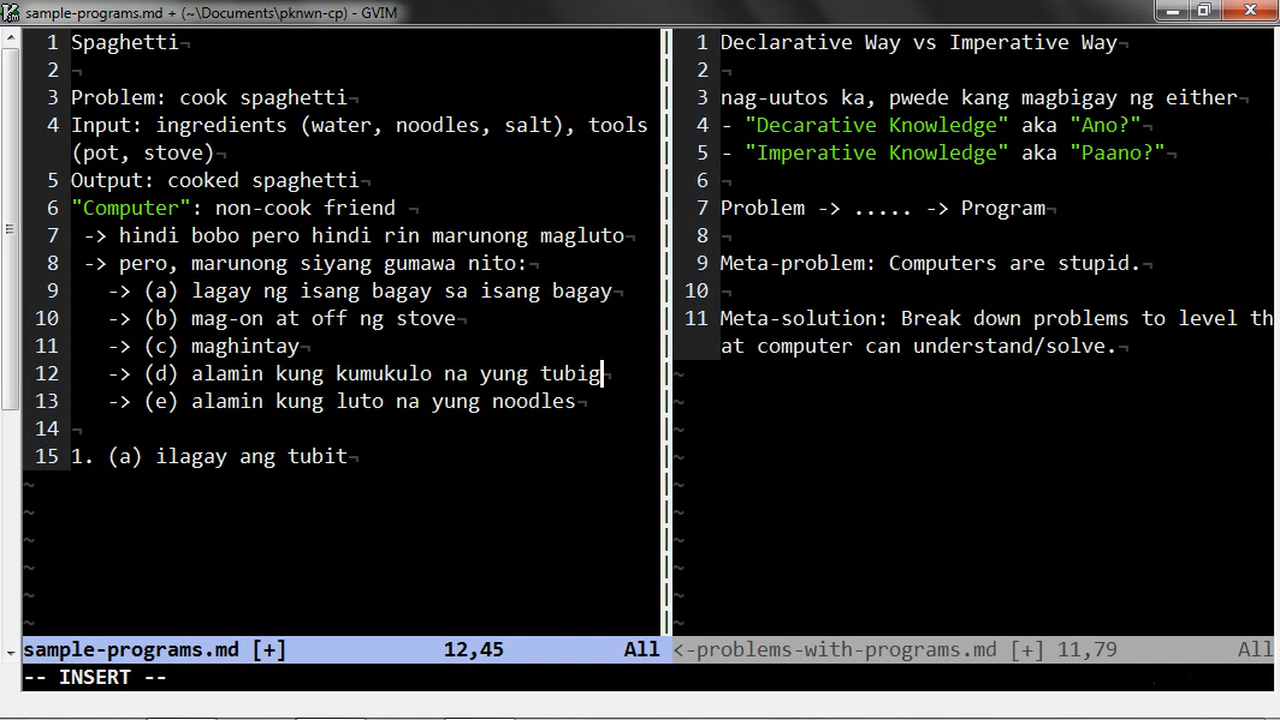 sample-programs.md + (~\Documents\pknwn-cp) - GVIM
1 Spaghetti¬
2 ¬
3 Problem: cook spaghetti¬
4 Input: ingredients (water, noodles, salt), tools
(pot, stove)¬
5 Output: cooked spaghetti¬
6 "Computer": non-cook friend ¬
7 -> hindi bobo pero hindi rin marunong magluto¬
8 -> pero, marunong siyang gumawa nito:¬
9 -> (a) lagay ng isang bagay sa isang bagay¬
10 -> (b) mag-on at off ng stove¬
11 -> (c) maghintay¬
12 -> (d) alamin kung kumukulo na yung tubig¬
13 -> (e) alamin kung luto na yung noodles¬
14 ¬
15 1. (a) ilagay ang tubit¬
~
~
~
~
~
~
sample-programs.md [+] 12,45 All
-- INSERT --
1 Declarative Way vs Imperative Way¬
2 ¬
3 nag-uutos ka, pwede kang magbigay ng either¬
4 - "Decarative Knowledge" aka "Ano?"¬
5 - "Imperative Knowledge" aka "Paano?"¬
6 ¬
7 Problem -> ..... -> Program¬
8 ¬
9 Meta-problem: Computers are stupid.¬
10 ¬
11 Meta-solution: Break down problems to level th
at computer can understand/solve.¬
~
~
~
~
~
~
~
~
~
~
<-problems-with-programs.md [+] 11,79 All